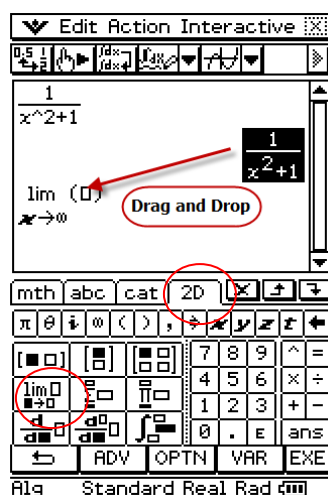 Edit Action Interactive
1
x^2+1
1
x²+1
lim (□)
x→∞
Drag and Drop
mth abc cat 2D
π θ i ∞ ( ) , ⇒ x y z t
7 8 9 ^ =
lim□ 4 5 6 × ÷
1 2 3 + −
d d 0 . E ans
ADV OPTN VAR EXE
Alg Standard Real Rad